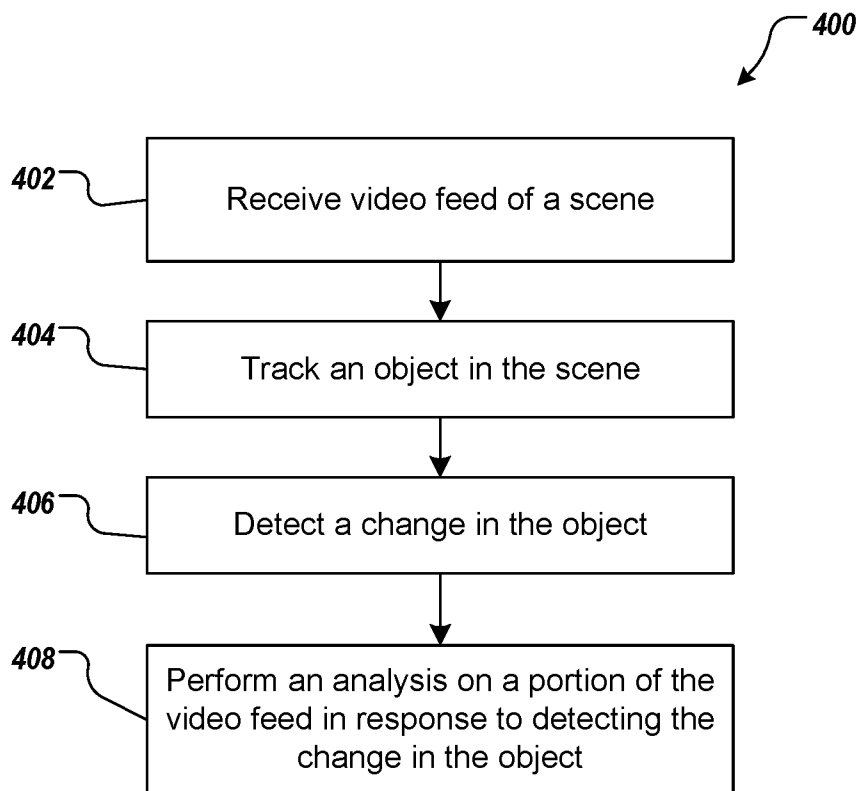 400
402
Receive video feed of a scene
404
Track an object in the scene
406
Detect a change in the object
408
Perform an analysis on a portion of the
video feed in response to detecting the
change in the object